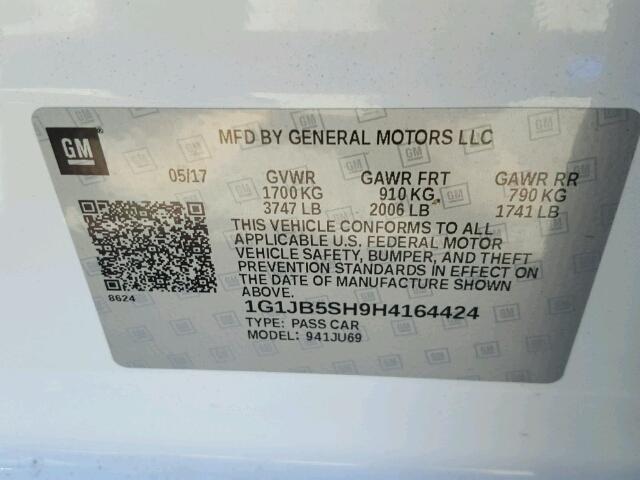 GM
MFD BY GENERAL MOTORS LLC
05/17 GVWR GAWR FRT GAWR RR
1700 KG 910 KG 790 KG
3747 LB 2006 LB 1741 LB
THIS VEHICLE CONFORMS TO ALL
APPLICABLE U.S. FEDERAL MOTOR
VEHICLE SAFETY, BUMPER, AND THEFT
PREVENTION STANDARDS IN EFFECT ON
THE DATE OF MANUFACTURE SHOWN
ABOVE.
8624
1G1JB5SH9H4164424
TYPE: PASS CAR
MODEL: 941JU69